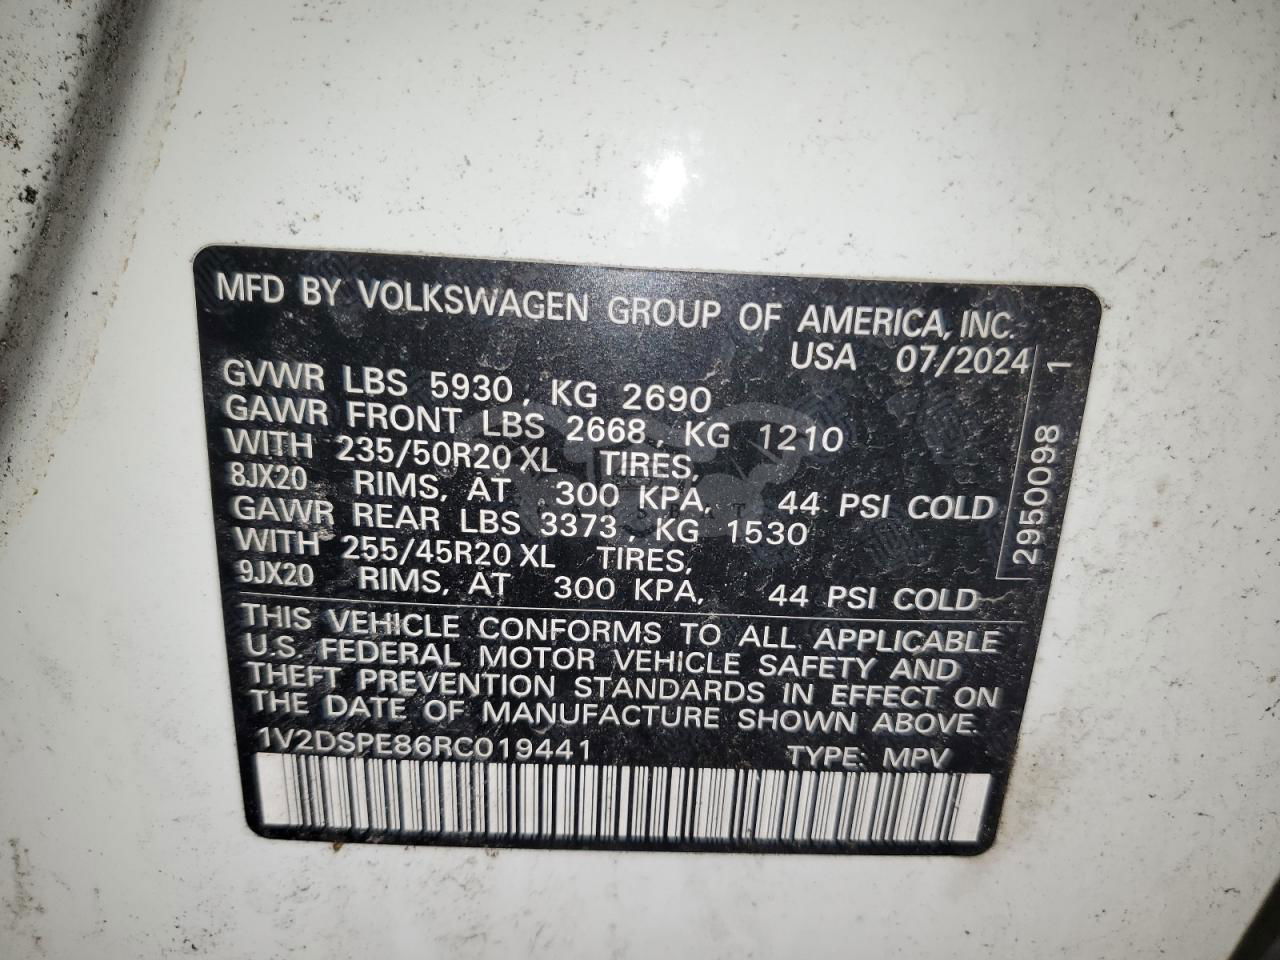 MFD BY VOLKSWAGEN GROUP OF AMERICA, INC.
USA 07/2024
GVWR LBS 5930, KG 2690
GAWR FRONT LBS 2668, KG 1210
WITH 235/50R20 XL TIRES,
8JX20 RIMS, AT 300 KPA, 44 PSI COLD
GAWR REAR LBS 3373, KG 1530
WITH 255/45R20 XL TIRES,
9JX20 RIMS, AT 300 KPA, 44 PSI COLD
2950098 1
THIS VEHICLE CONFORMS TO ALL APPLICABLE
U.S. FEDERAL MOTOR VEHICLE SAFETY AND
THEFT PREVENTION STANDARDS IN EFFECT ON
THE DATE OF MANUFACTURE SHOWN ABOVE.
1V2DSPE86RC019441 TYPE: MPV